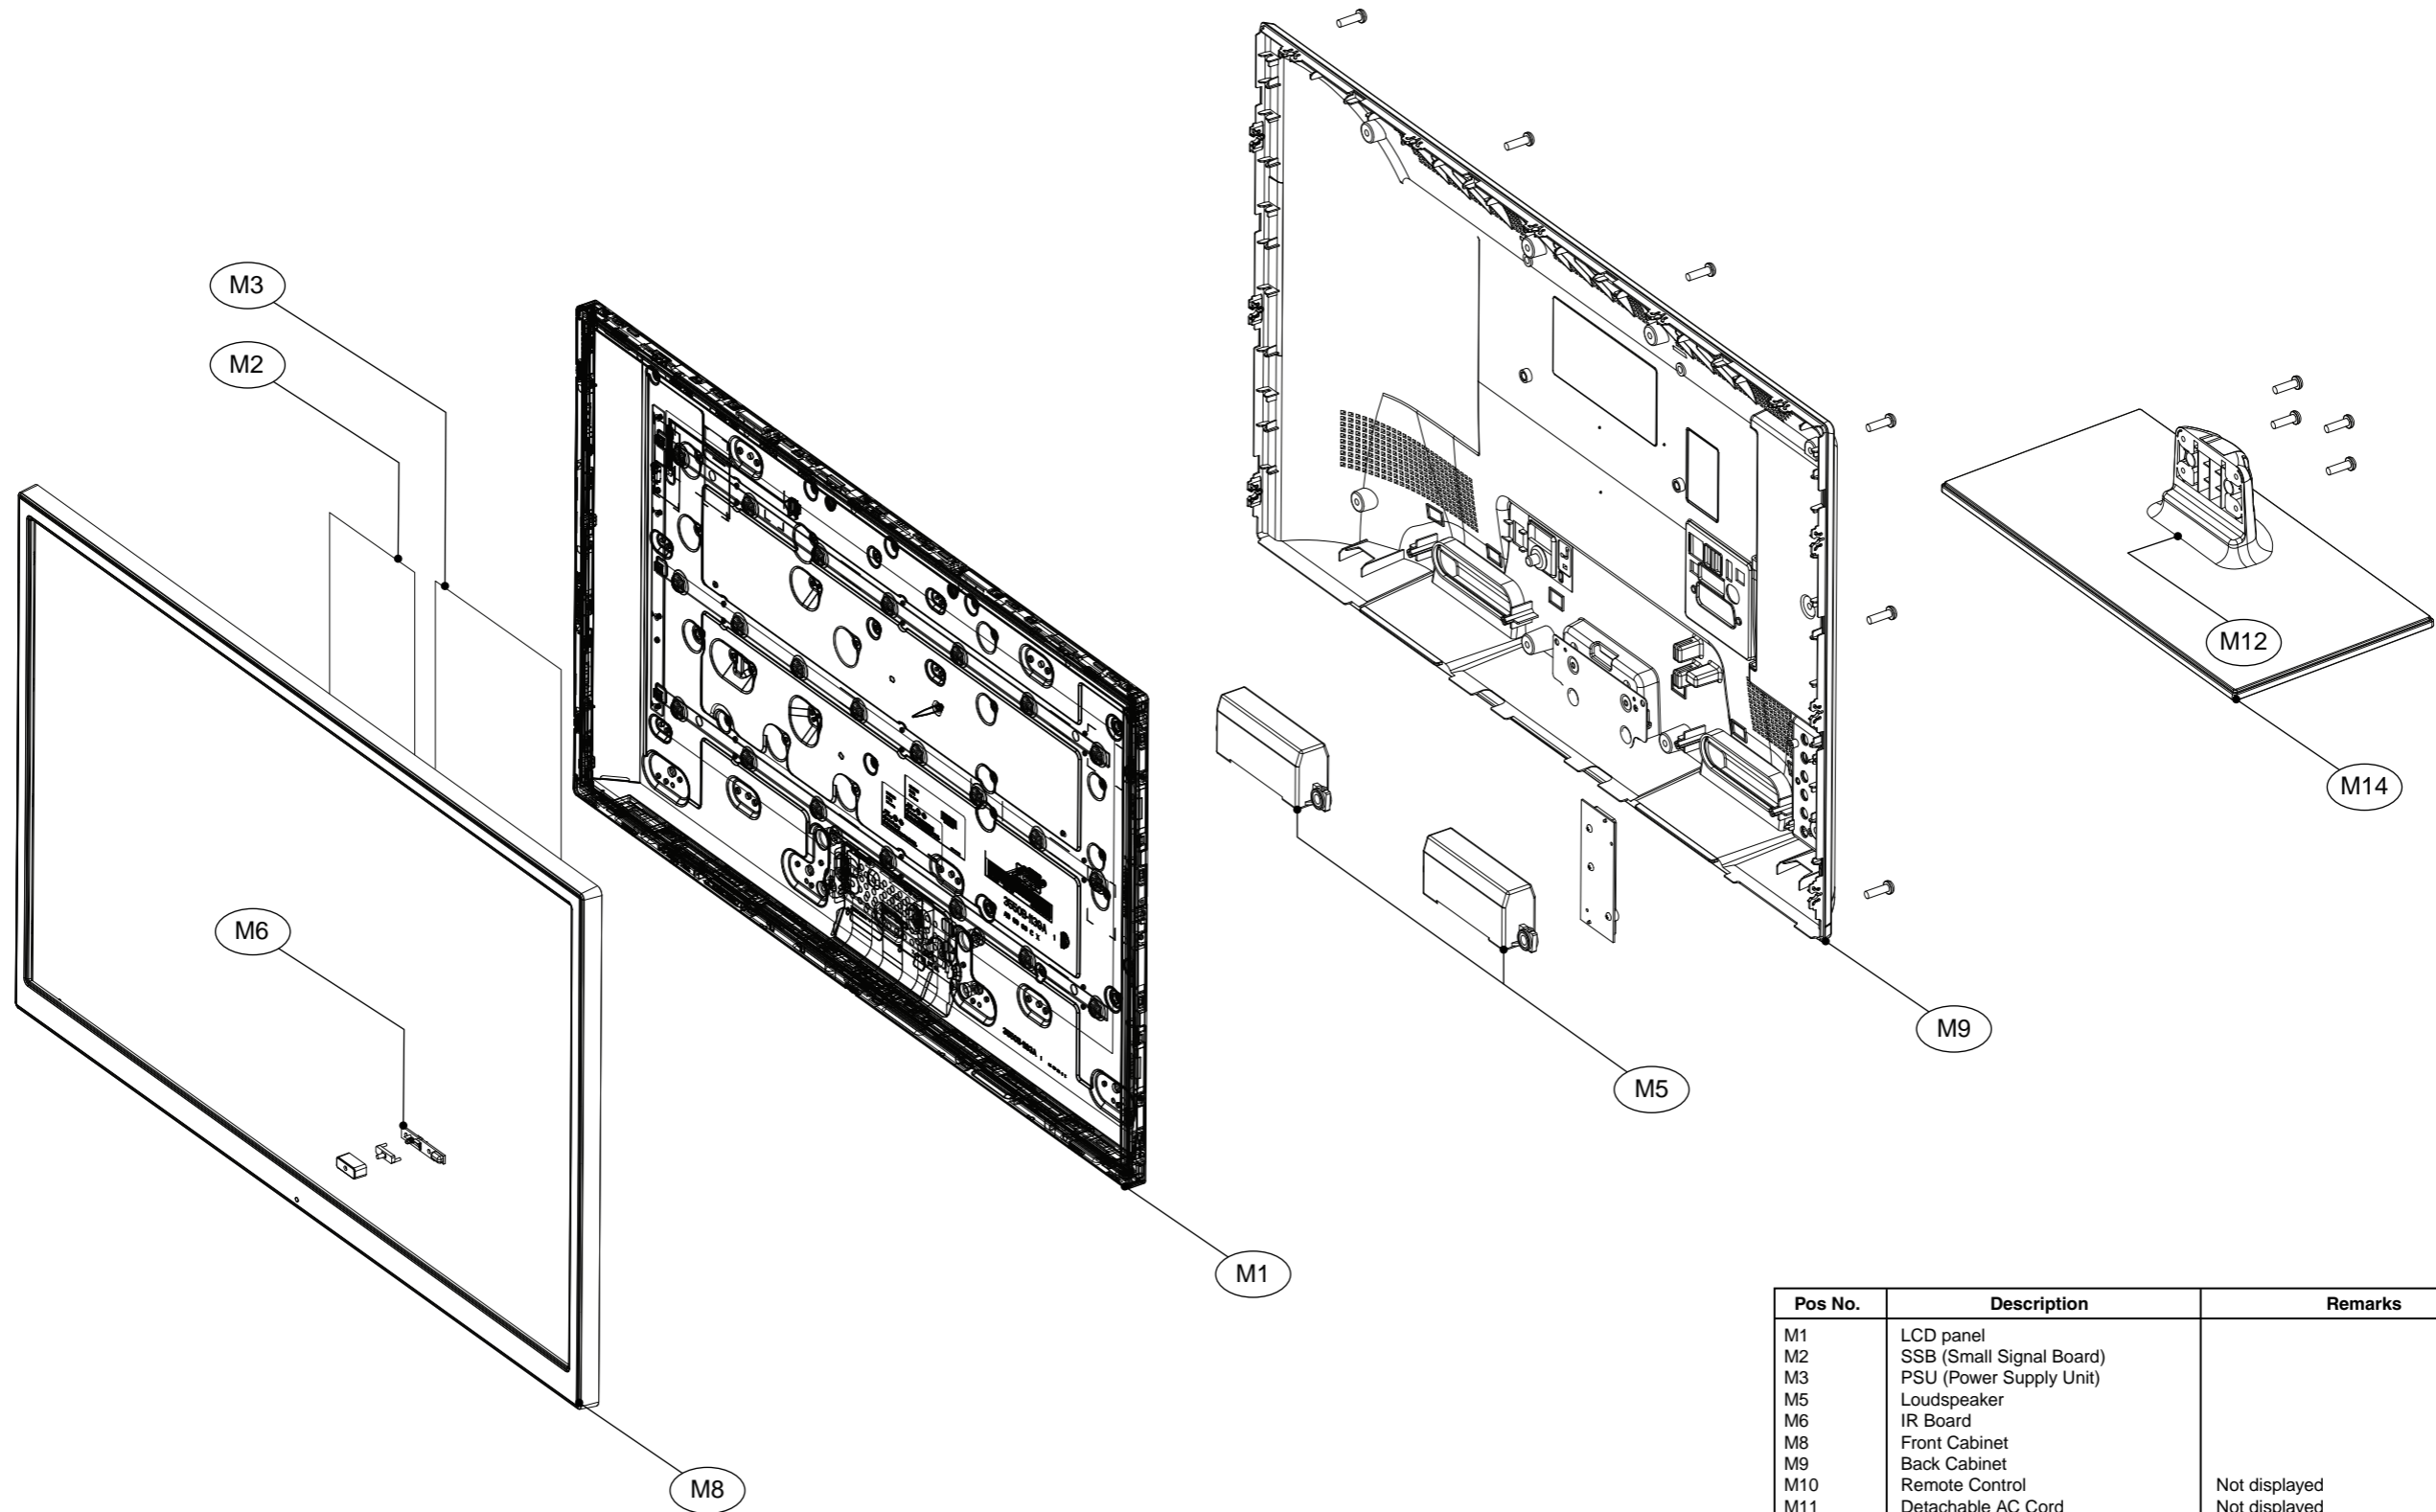 M3
M2
M12
M14
M6
M9
M5
M1
M8
Pos No. Description Remarks
M1 LCD panel
M2 SSB (Small Signal Board)
M3 PSU (Power Supply Unit)
M5 Loudspeaker
M6 IR Board
M8 Front Cabinet
M9 Back Cabinet
M10 Remote Control Not displayed
M11 Detachable AC Cord Not displayed